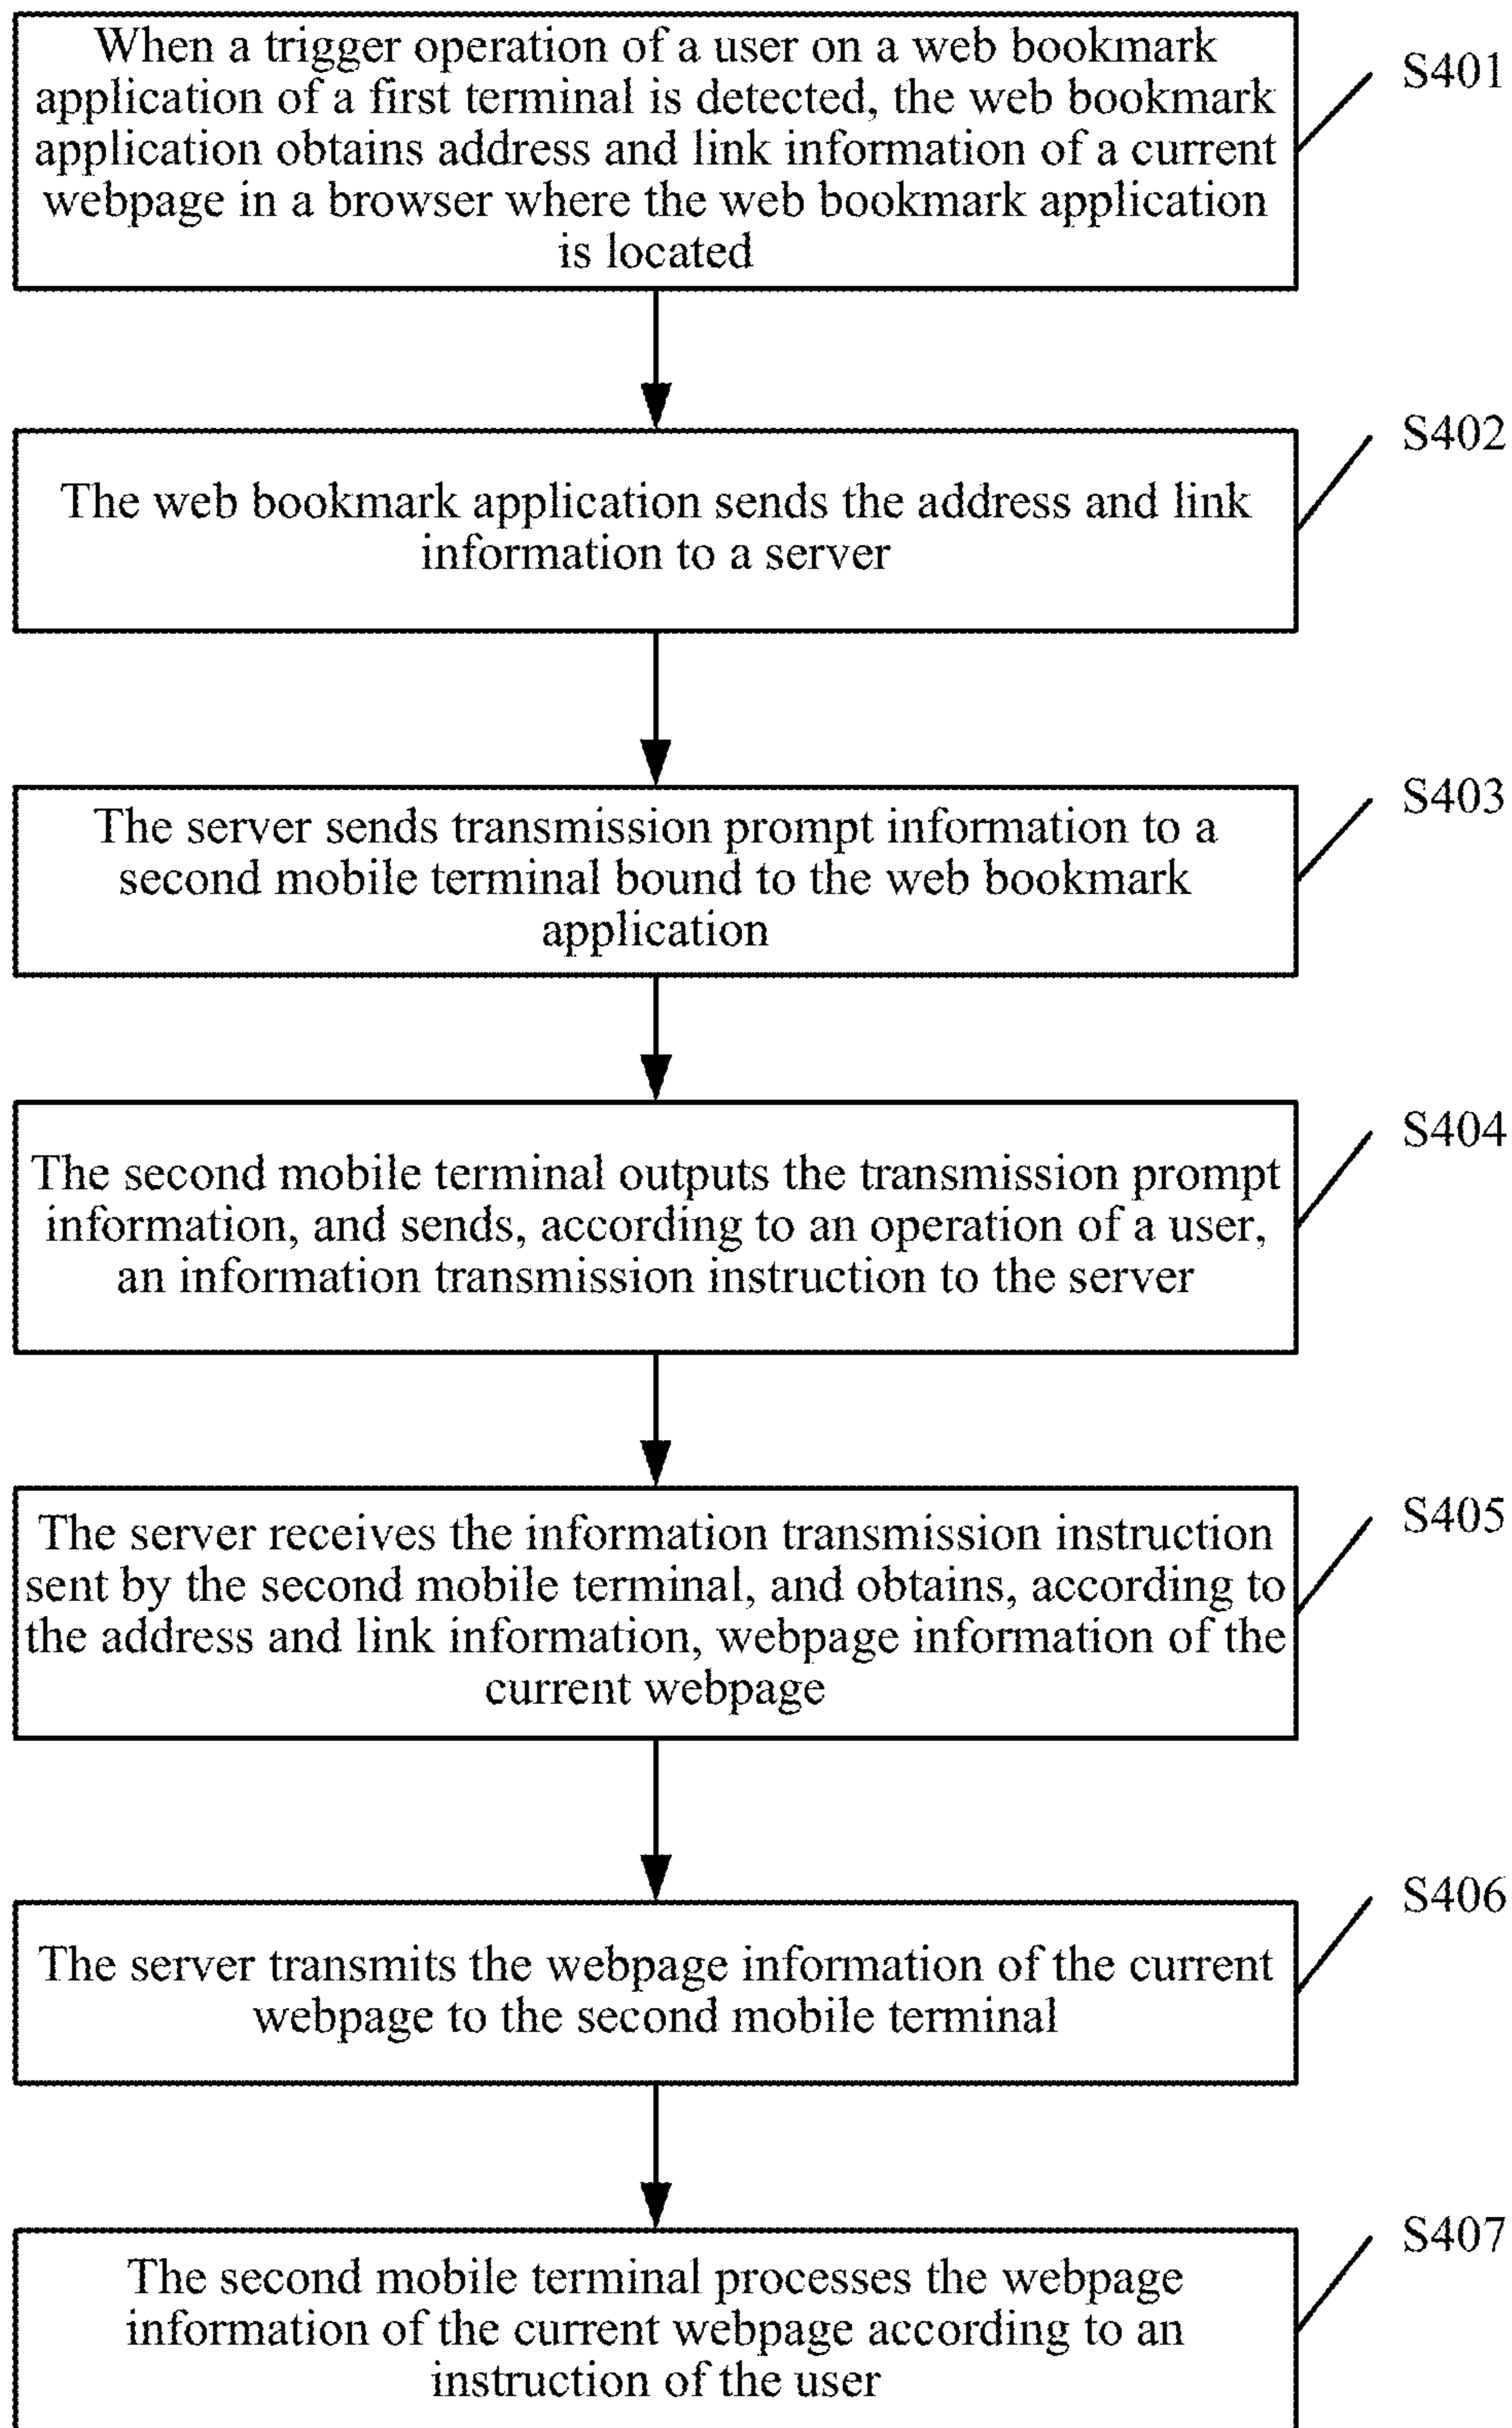 When a trigger operation of a user on a web bookmark
application of a first terminal is detected, the web bookmark
application obtains address and link information of a current
webpage in a browser where the web bookmark application
is located
S401
The web bookmark application sends the address and link
information to a server
S402
The server sends transmission prompt information to a
second mobile terminal bound to the web bookmark
application
S403
The second mobile terminal outputs the transmission prompt
information, and sends, according to an operation of a user,
an information transmission instruction to the server
S404
The server receives the information transmission instruction
sent by the second mobile terminal, and obtains, according to
the address and link information, webpage information of the
current webpage
S405
The server transmits the webpage information of the current
webpage to the second mobile terminal
S406
The second mobile terminal processes the webpage
information of the current webpage according to an
instruction of the user
S407